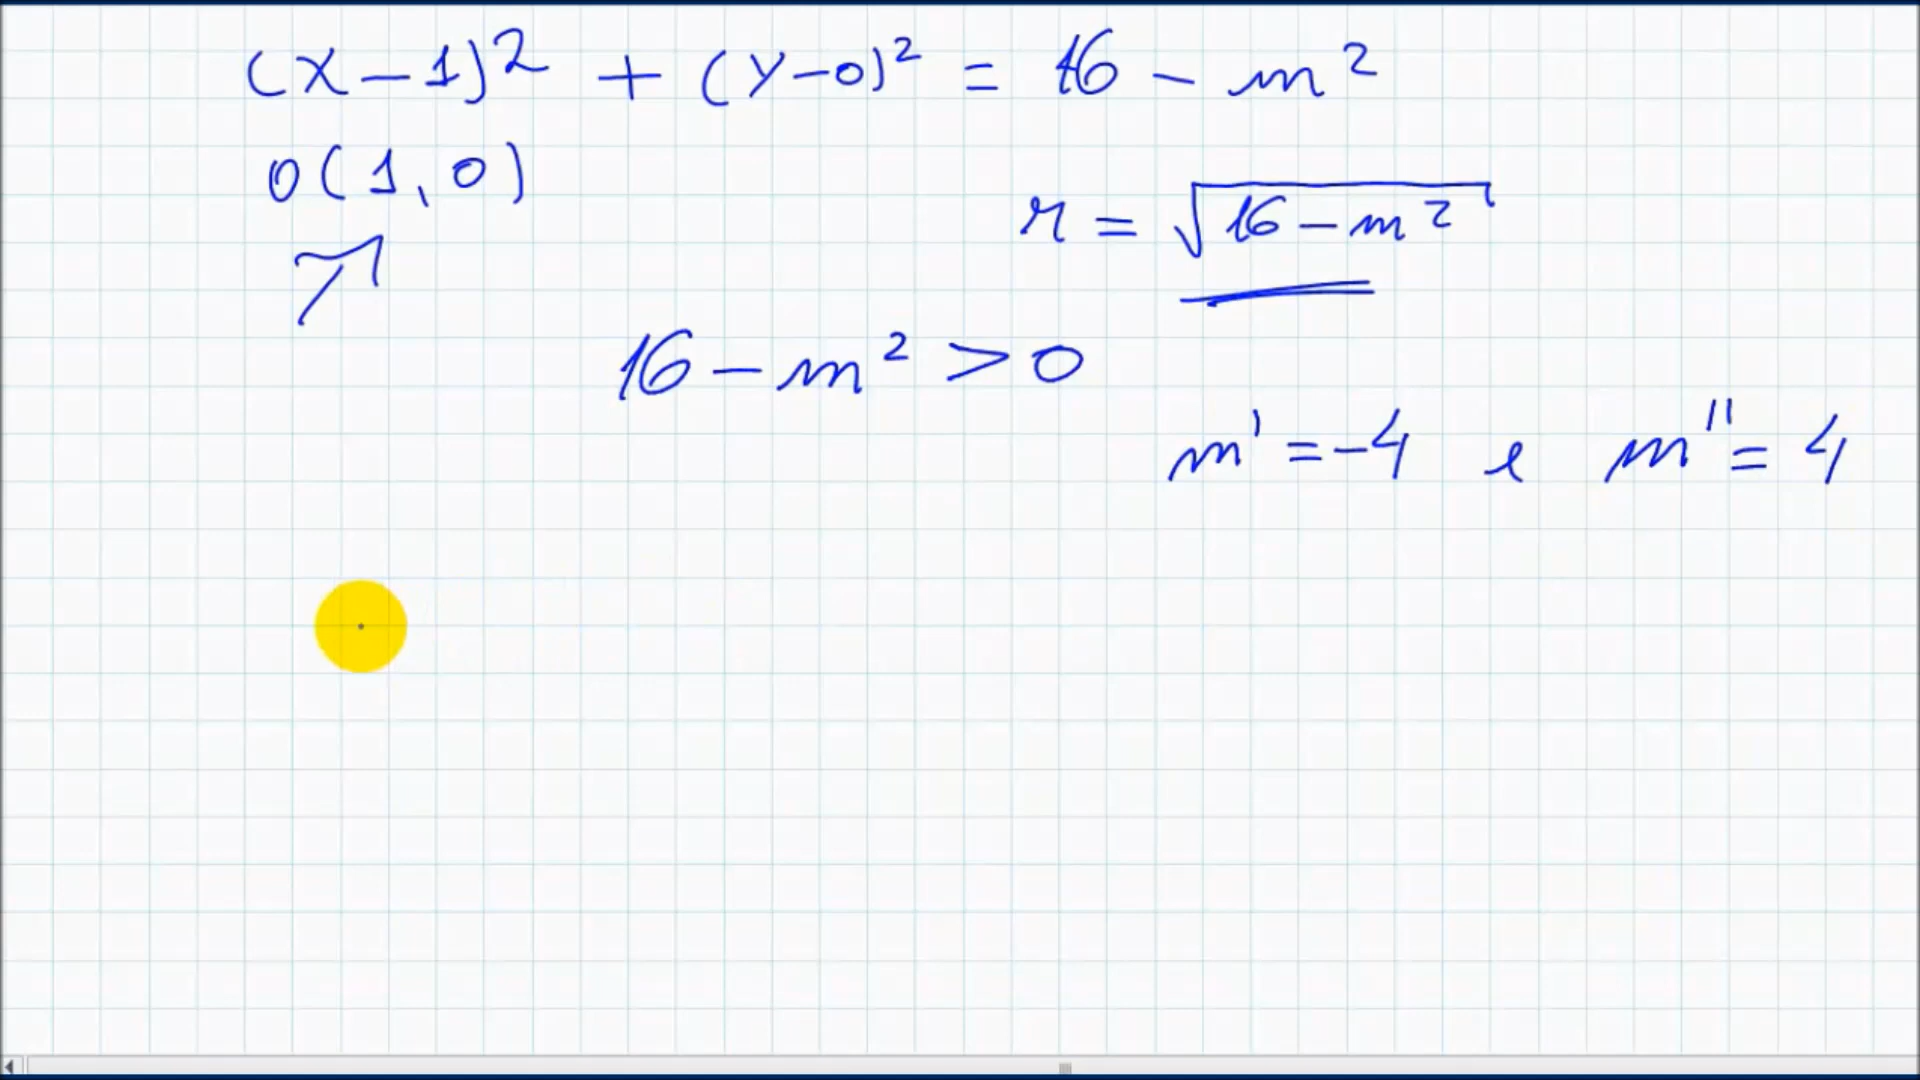 (x-1)² + (y-0)² = 16 - m²
O(1,0)
r = √16-m²
16 - m² > 0
m' = -4 e m'' = 4